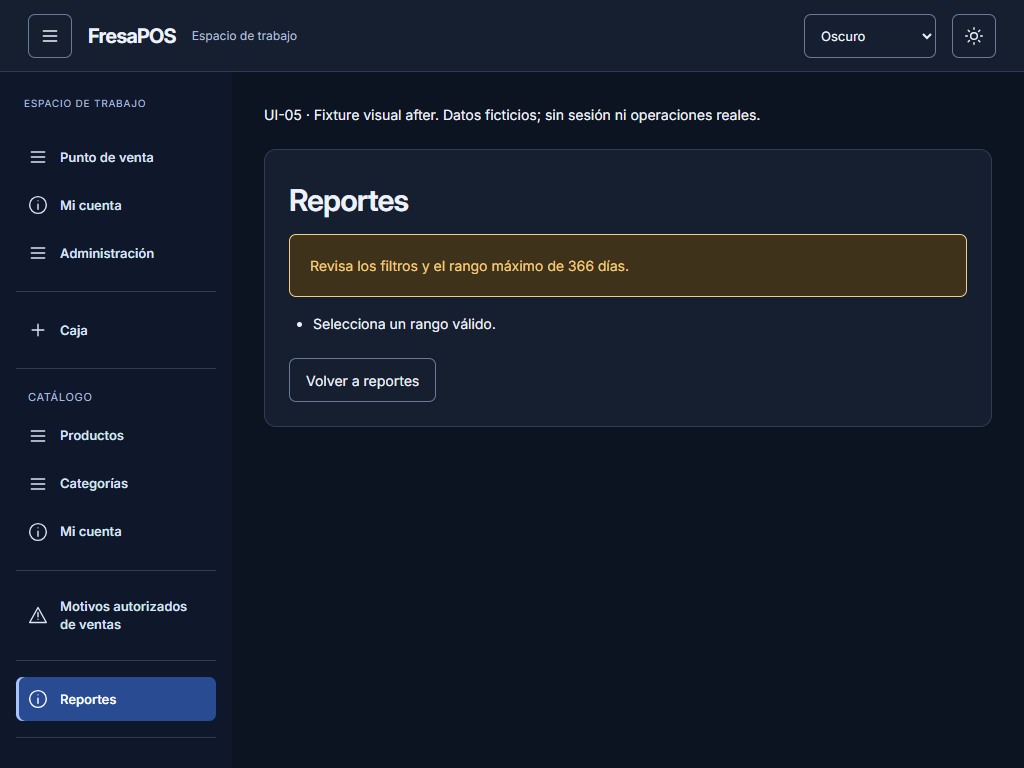 FresaPOS
Espacio de trabajo
Oscuro
ESPACIO DE TRABAJO
Punto de venta
Mi cuenta
Administración
Caja
CATÁLOGO
Productos
Categorías
Mi cuenta
Motivos autorizados
de ventas
Reportes
UI-05 · Fixture visual after. Datos ficticios; sin sesión ni operaciones reales.
Reportes
Revisa los filtros y el rango máximo de 366 días.
• Selecciona un rango válido.
Volver a reportes